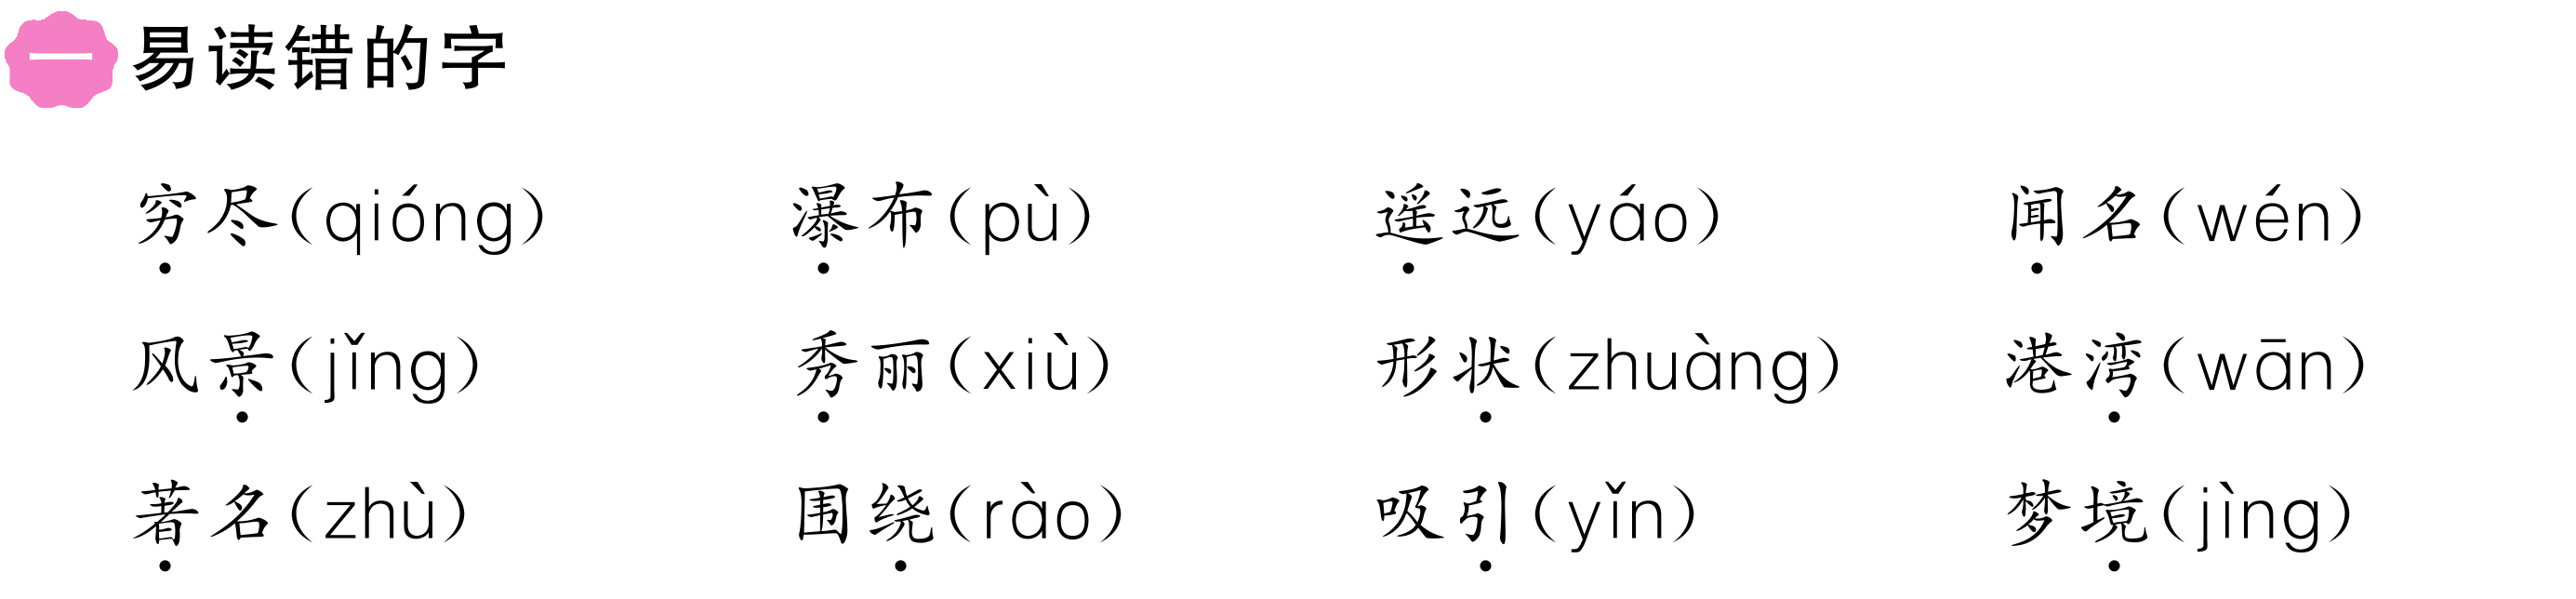 一 易读错的字
穷尽(qióng) 瀑布(pù) 遥远(yáo) 闻名(wén)
风景(jǐng) 秀丽(xiù) 形状(zhuàng) 港湾(wān)
著名(zhù) 围绕(rào) 吸引(yǐn) 梦境(jìng)